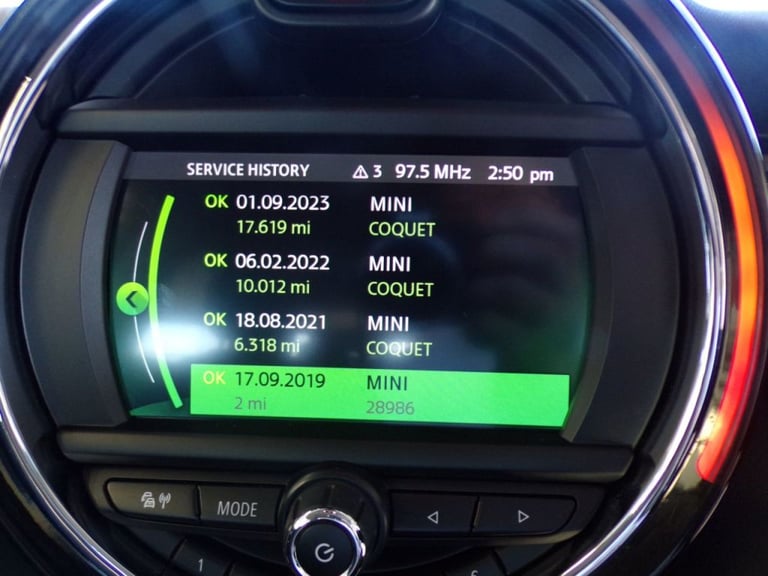 SERVICE HISTORY ⚠ 3 97.5 MHz 2:50 pm
OK 01.09.2023 MINI
17.619 mi COQUET
OK 06.02.2022 MINI
10.012 mi COQUET
OK 18.08.2021 MINI
6.318 mi COQUET
OK 17.09.2019 MINI
2 mi 28986
MODE
1